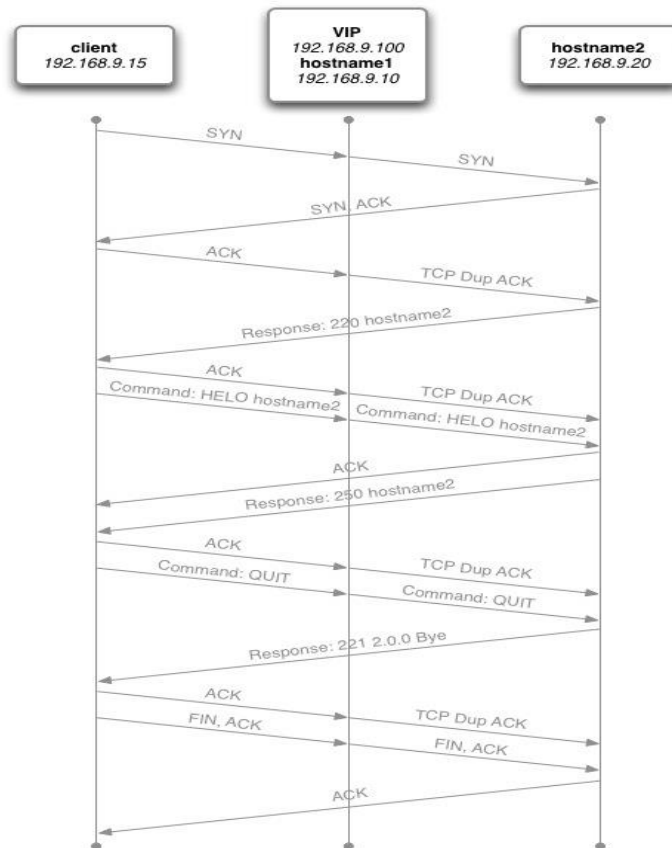 client
192.168.9.15
VIP
192.168.9.100
hostname1
192.168.9.10
hostname2
192.168.9.20
SYN
SYN
SYN, ACK
ACK
TCP Dup ACK
Response: 220 hostname2
ACK
TCP Dup ACK
Command: HELO hostname2
Command: HELO hostname2
ACK
Response: 250 hostname2
ACK
TCP Dup ACK
Command: QUIT
Command: QUIT
Response: 221 2.0.0 Bye
ACK
TCP Dup ACK
FIN, ACK
FIN, ACK
ACK